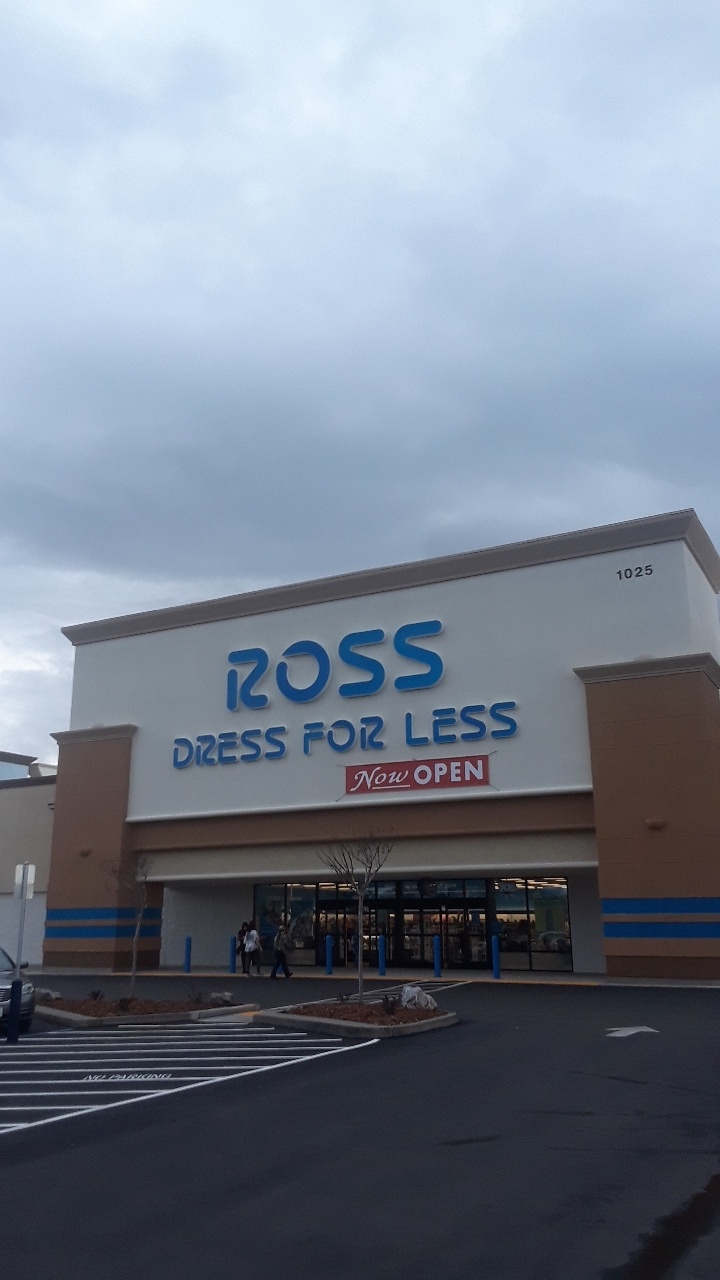 1025
ROSS
DRESS FOR LESS
Now OPEN
NO PARKING